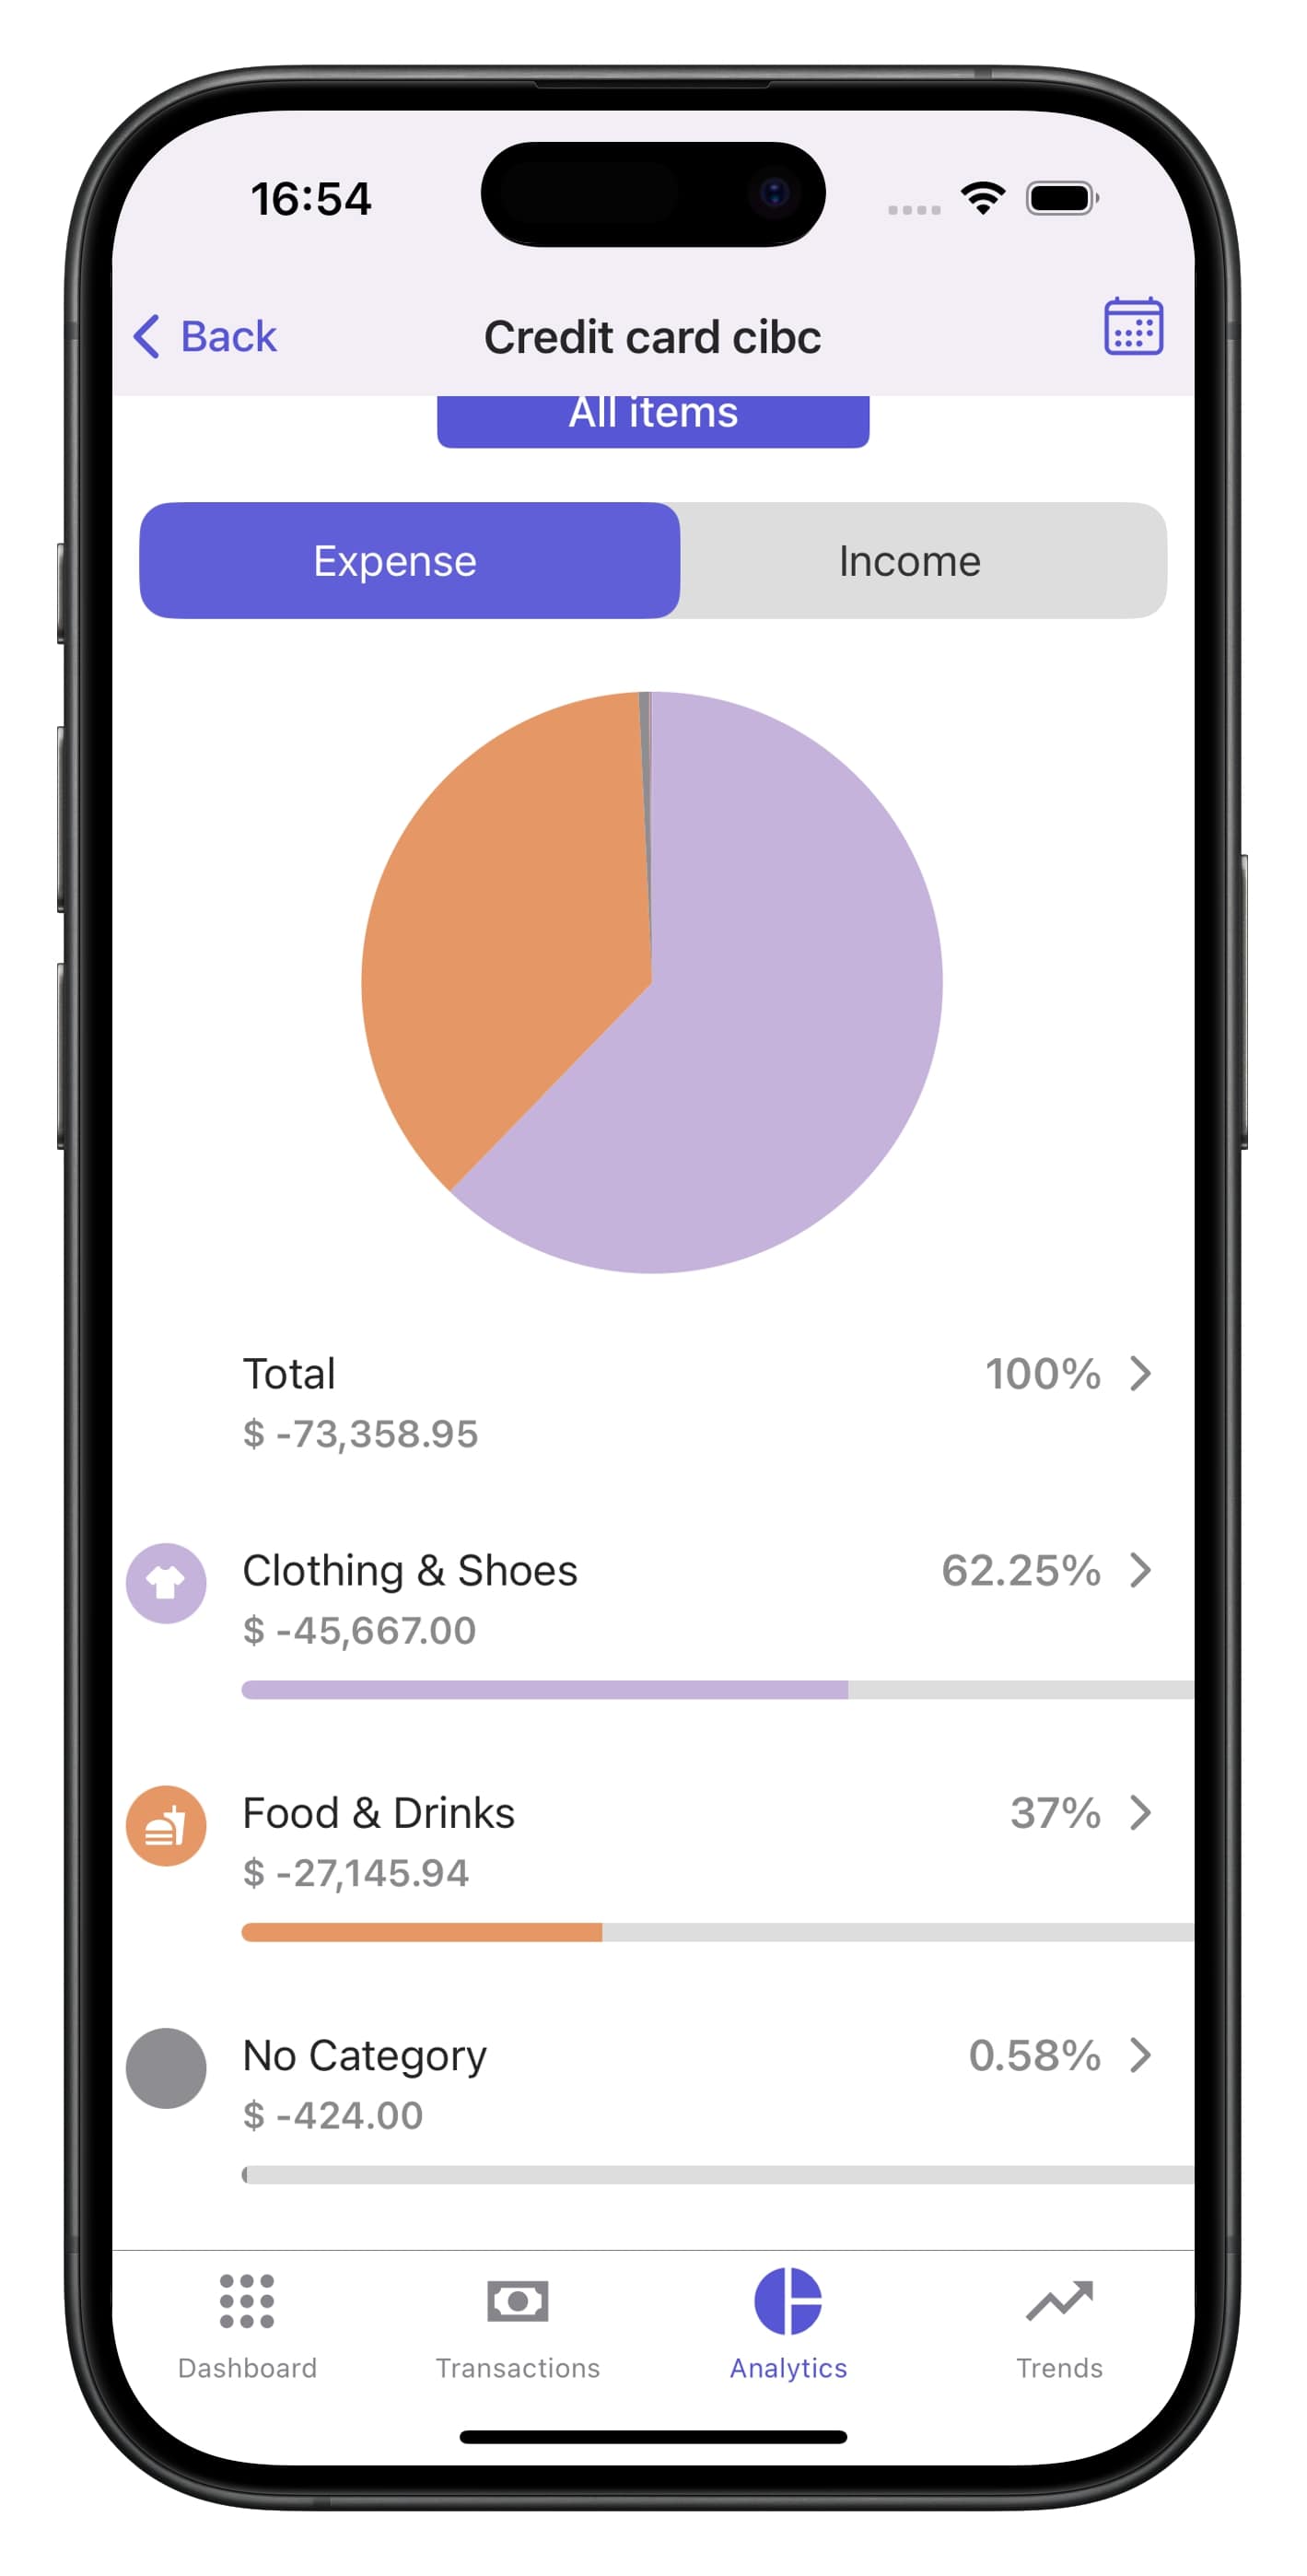 16:54
Back
Credit card cibc
All items
Expense
Income
Total
100%
$ -73,358.95
Clothing & Shoes
62.25%
$ -45,667.00
Food & Drinks
37%
$ -27,145.94
No Category
0.58%
$ -424.00
Dashboard
Transactions
Analytics
Trends